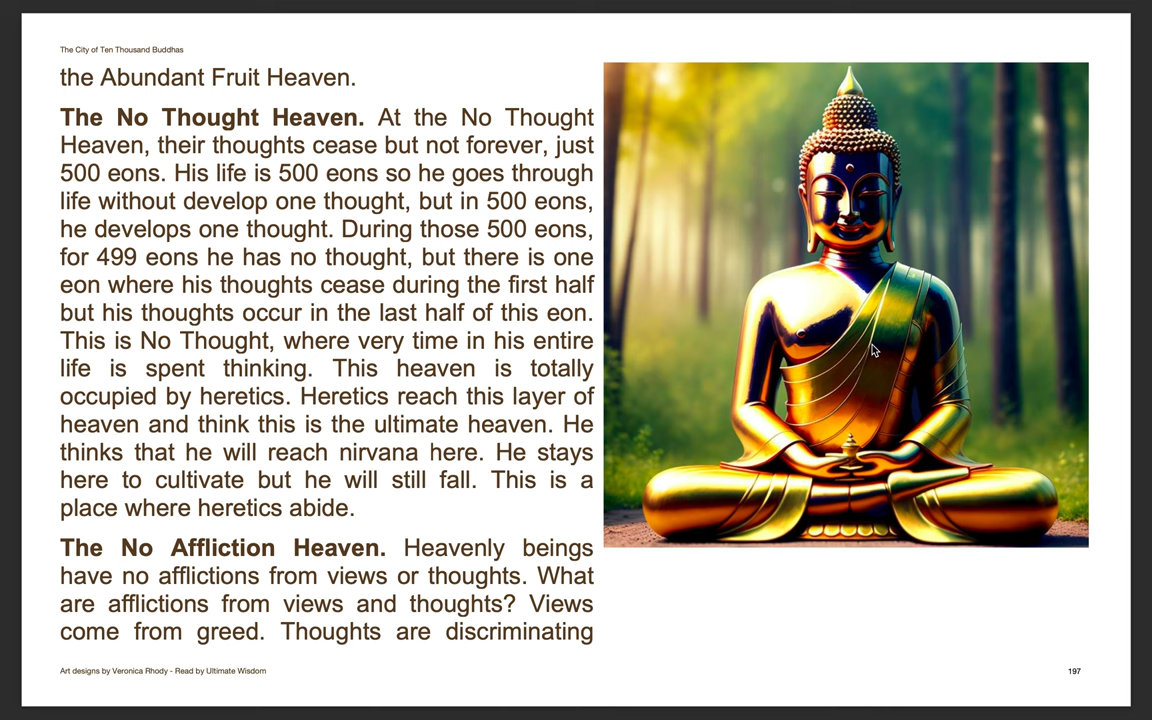 The City of Ten Thousand Buddhas
the Abundant Fruit Heaven.
The No Thought Heaven. At the No Thought
Heaven, their thoughts cease but not forever, just
500 eons. His life is 500 eons so he goes through
life without develop one thought, but in 500 eons,
he develops one thought. During those 500 eons,
for 499 eons he has no thought, but there is one
eon where his thoughts cease during the first half
but his thoughts occur in the last half of this eon.
This is No Thought, where very time in his entire
life is spent thinking. This heaven is totally
occupied by heretics. Heretics reach this layer of
heaven and think this is the ultimate heaven. He
thinks that he will reach nirvana here. He stays
here to cultivate but he will still fall. This is a
place where heretics abide.
The No Affliction Heaven. Heavenly beings
have no afflictions from views or thoughts. What
are afflictions from views and thoughts? Views
come from greed. Thoughts are discriminating
Art designs by Veronica Rhody - Read by Ultimate Wisdom
197